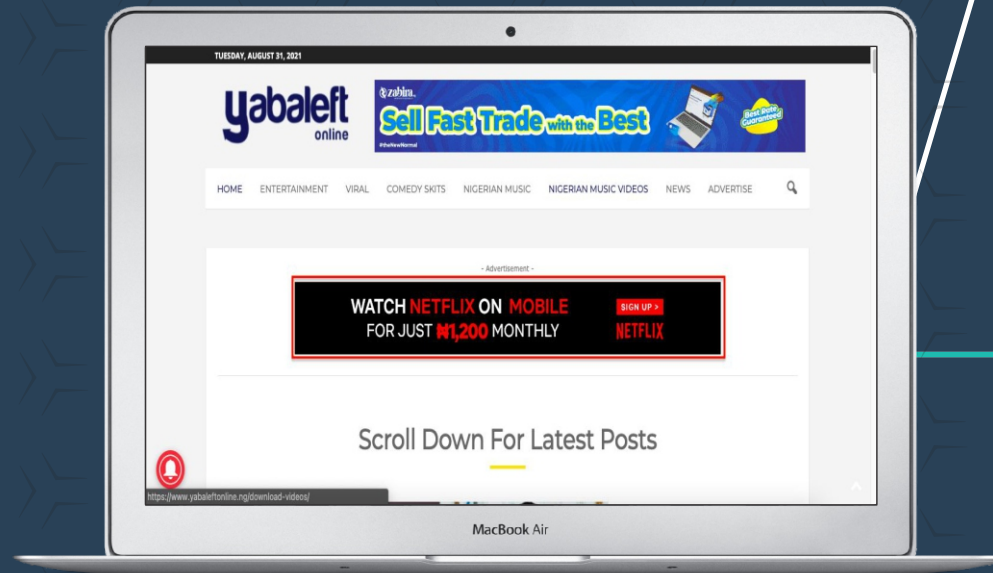 TUESDAY, AUGUST 31, 2021
yabaleft
online
zabira.
Sell Fast Trade with the Best
#theNewNormal
Best Rate
Guaranteed
HOME ENTERTAINMENT VIRAL COMEDY SKITS NIGERIAN MUSIC NIGERIAN MUSIC VIDEOS NEWS ADVERTISE
- Advertisement -
WATCH NETFLIX ON MOBILE
FOR JUST ₦1,200 MONTHLY
SIGN UP >
NETFLIX
Scroll Down For Latest Posts
https://www.yabaleftonline.ng/download-videos/
MacBook Air